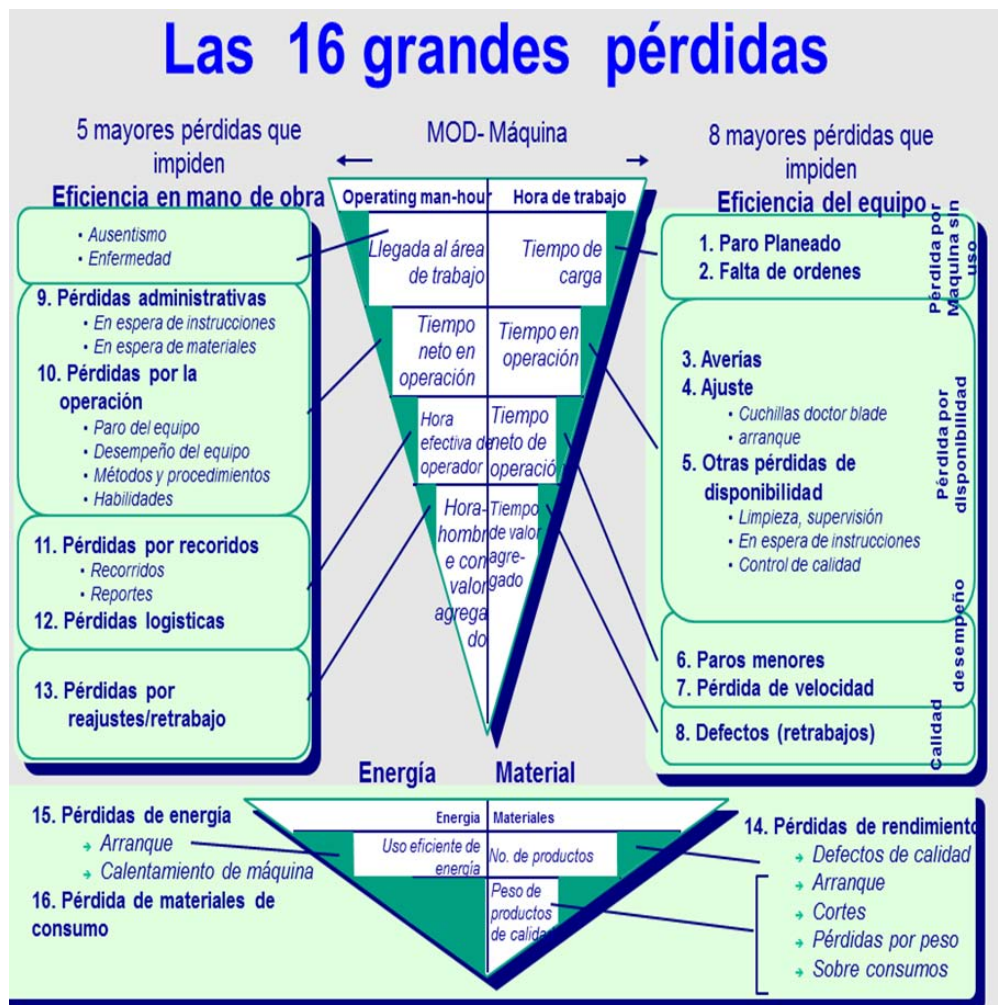 Las 16 grandes pérdidas
5 mayores pérdidas que
impiden
Eficiencia en mano de obra
MOD- Máquina
8 mayores pérdidas que
impiden
Eficiencia del equipo
• Ausentismo
• Enfermedad
9. Pérdidas administrativas
• En espera de instrucciones
• En espera de materiales
10. Pérdidas por la
operación
• Paro del equipo
• Desempeño del equipo
• Métodos y procedimientos
• Habilidades
11. Pérdidas por recoridos
• Recorridos
• Reportes
12. Pérdidas logisticas
13. Pérdidas por
reajustes/retrabajo
Operating man-hour
Hora de trabajo
Llegada al área
de trabajo
Tiempo de
carga
Tiempo
neto en
operación
Tiempo en
operación
Hora
efectiva de
operador
Tiempo
neto de
operación
Hora-
hombr
e con
valor
agrega
do
Tiempo
de valor
agre-
gado
1. Paro Planeado
2. Falta de ordenes
Pérdida por
Maquina sin
uso
3. Averías
4. Ajuste
• Cuchillas doctor blade
• arranque
5. Otras pérdidas de
disponibilidad
• Limpieza, supervisión
• En espera de instrucciones
• Control de calidad
Pérdida por
disponibilidad
6. Paros menores
7. Pérdida de velocidad
desempeño
8. Defectos (retrabajos)
Calidad
Energía
Material
15. Pérdidas de energía
Arranque
Calentamiento de máquina
16. Pérdida de materiales de
consumo
Energia
Materiales
Uso eficiente de
energía
No. de productos
Peso de
productos
de calidad
14. Pérdidas de rendimiento
Defectos de calidad
Arranque
Cortes
Pérdidas por peso
Sobre consumos